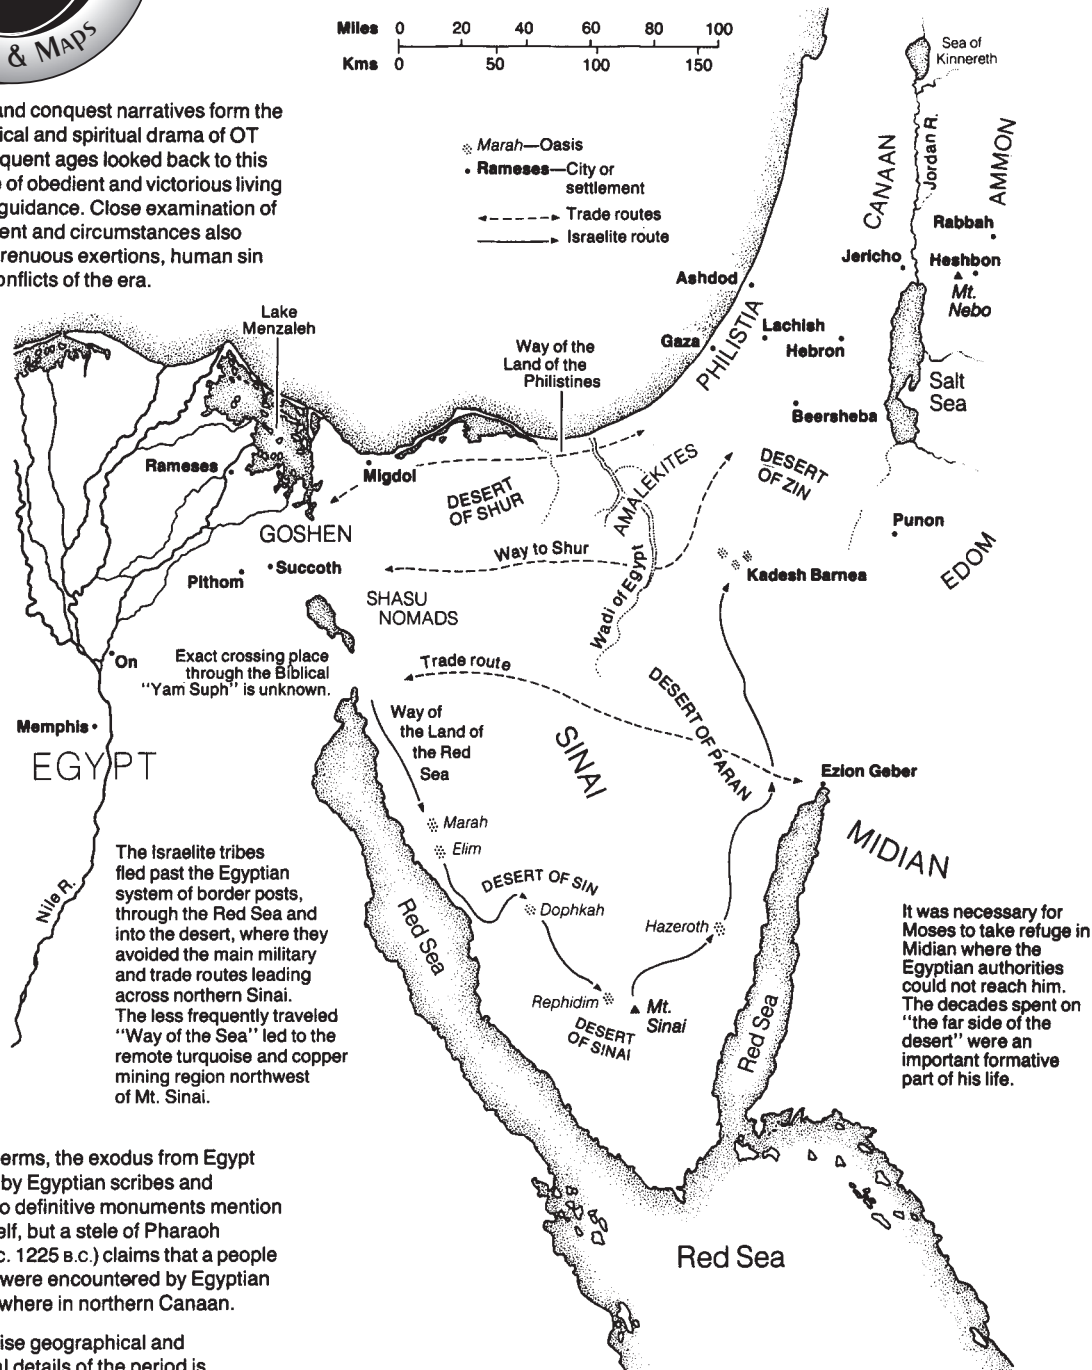 & MAPS
Miles 0 20 40 60 80 100
Kms 0 50 100 150
Marah—Oasis
Rameses—City or
settlement
Trade routes
Israelite route
and conquest narratives form the
ical and spiritual drama of OT
quent ages looked back to this
of obedient and victorious living
guidance. Close examination of
ent and circumstances also
renuous exertions, human sin
onflicts of the era.
Sea of
Kinnereth
Jordan R.
CANAAN
AMMON
Rabbah
Jericho
Heshbon
Mt.
Nebo
Ashdod
Gaza
PHILISTIA
Lachish
Hebron
Salt
Sea
Beersheba
Lake
Menzaleh
Way of the
Land of the
Philistines
Rameses
Migdol
DESERT
OF SHUR
AMALEKITES
DESERT
OF ZIN
GOSHEN
Punon
EDOM
Pithom
Succoth
Way to Shur
Wadi of Egypt
Kadesh Barnea
SHASU
NOMADS
On
Exact crossing place
through the Biblical
"Yam Suph" is unknown.
Trade route
Memphis
EGYPT
Way of
the Land of
the Red
Sea
SINAI
DESERT OF PARAN
Ezion Geber
MIDIAN
Marah
Elim
DESERT OF SIN
Dophkah
Hazeroth
Rephidim
Mt.
Sinai
DESERT
OF SINAI
Nile R.
Red Sea
Red Sea
The Israelite tribes
fled past the Egyptian
system of border posts,
through the Red Sea and
into the desert, where they
avoided the main military
and trade routes leading
across northern Sinai.
The less frequently traveled
"Way of the Sea" led to the
remote turquoise and copper
mining region northwest
of Mt. Sinai.
It was necessary for
Moses to take refuge in
Midian where the
Egyptian authorities
could not reach him.
The decades spent on
"the far side of the
desert" were an
important formative
part of his life.
erms, the exodus from Egypt
by Egyptian scribes and
o definitive monuments mention
elf, but a stele of Pharaoh
c. 1225 B.C.) claims that a people
were encountered by Egyptian
where in northern Canaan.
Red Sea
ise geographical and
al details of the period is